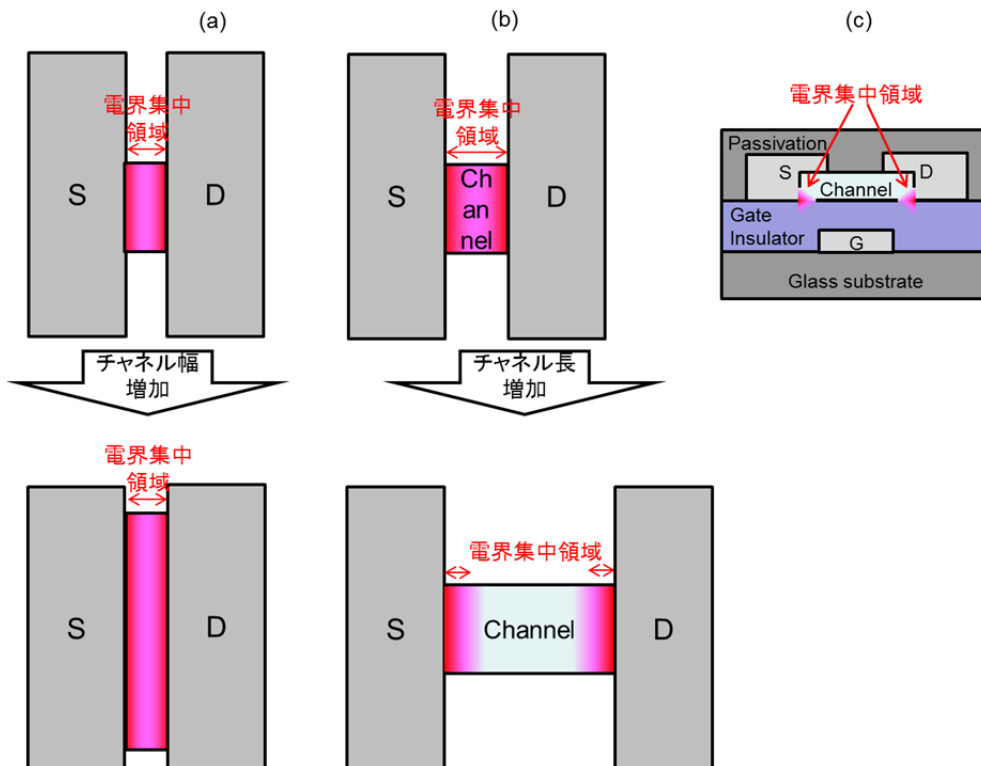 (a)
(b)
(c)
電界集中
領域
S
D
電界集中
領域
S
Ch
an
nel
D
電界集中領域
Passivation
S
D
Channel
Gate
Insulator
G
Glass substrate
チャネル幅
増加
チャネル長
増加
電界集中
領域
S
D
電界集中領域
S
Channel
D